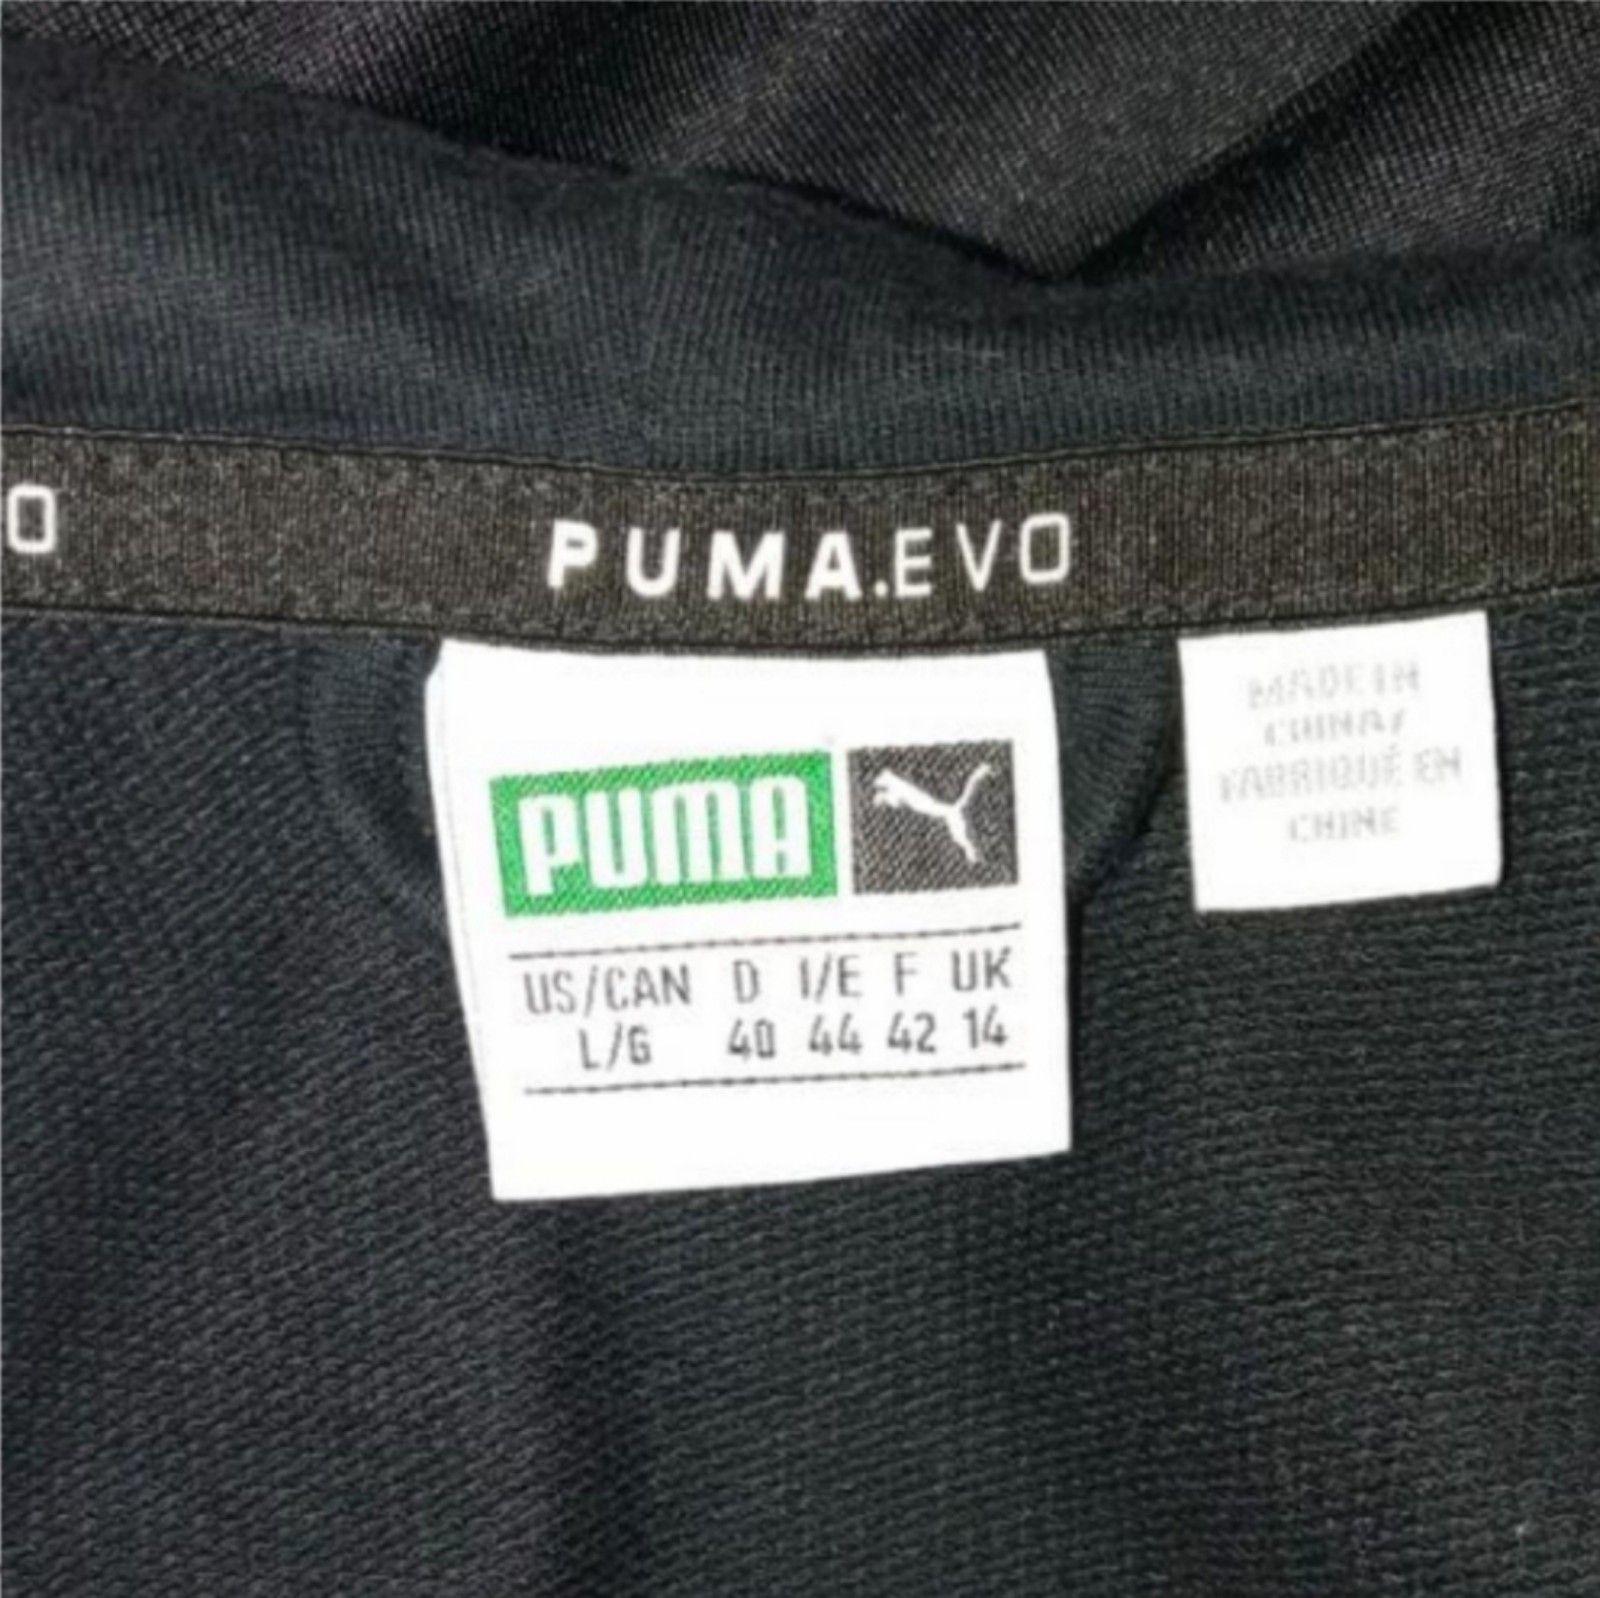 O
PUMA.EVO
PUMA
US/CAN D I/E F UK
L/G 40 44 42 14
MADE IN
CHINA/
FABRIQUÉ EN
CHINE